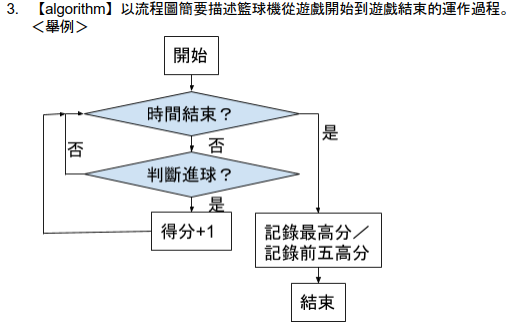 3. 【algorithm】以流程圖簡要描述籃球機從遊戲開始到遊戲結束的運作過程。
＜舉例＞
開始
時間結束？
是
否
否
判斷進球？
是
得分+1
記錄最高分／
記錄前五高分
結束